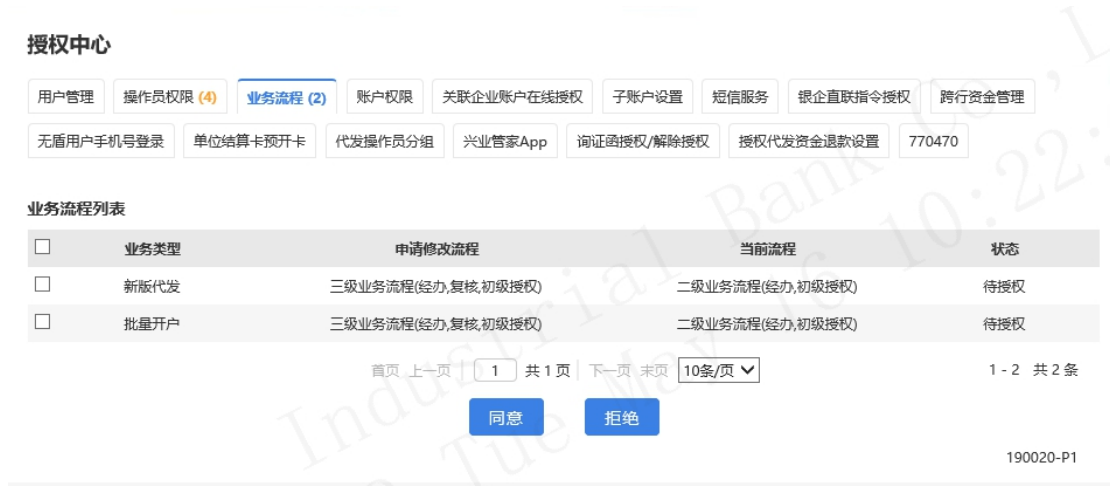 授权中心
用户管理 操作员权限 (4) 业务流程 (2) 账户权限 关联企业账户在线授权 子账户设置 短信服务 银企直联指令授权 跨行资金管理
无盾用户手机号登录 单位结算卡预开卡 代发操作员分组 兴业管家App 询证函授权/解除授权 授权代发资金退款设置 770470
业务流程列表
业务类型 申请修改流程 当前流程 状态
新版代发 三级业务流程(经办,复核,初级授权) 二级业务流程(经办,初级授权) 待授权
批量开户 三级业务流程(经办,复核,初级授权) 二级业务流程(经办,初级授权) 待授权
首页 上一页 1 共 1 页 下一页 末页 10条/页 1 - 2 共 2 条
同意 拒绝
190020-P1
Industrial Bank Co., L
Tue May 16 10:22: